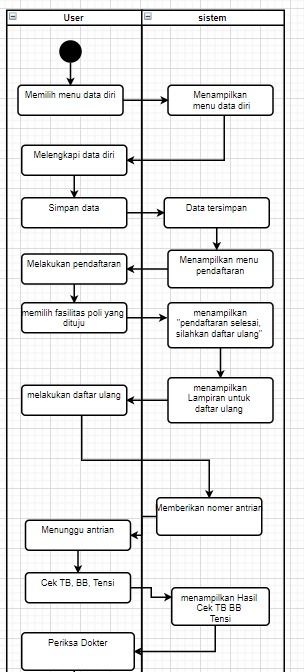 User
sistem
Memilih menu data diri
Menampilkan
menu data diri
Melengkapi data diri
Simpan data
Data tersimpan
Menampilkan menu
pendaftaran
Melakukan pendaftaran
memilih fasilitas poli yang
dituju
menampilkan
"pendaftaran selesai,
silahkan daftar ulang"
menampilkan
Lampiran untuk
daftar ulang
melakukan daftar ulang
Memberikan nomer antrian
Menunggu antrian
Cek TB, BB, Tensi
menampilkan Hasil
Cek TB BB
Tensi
Periksa Dokter